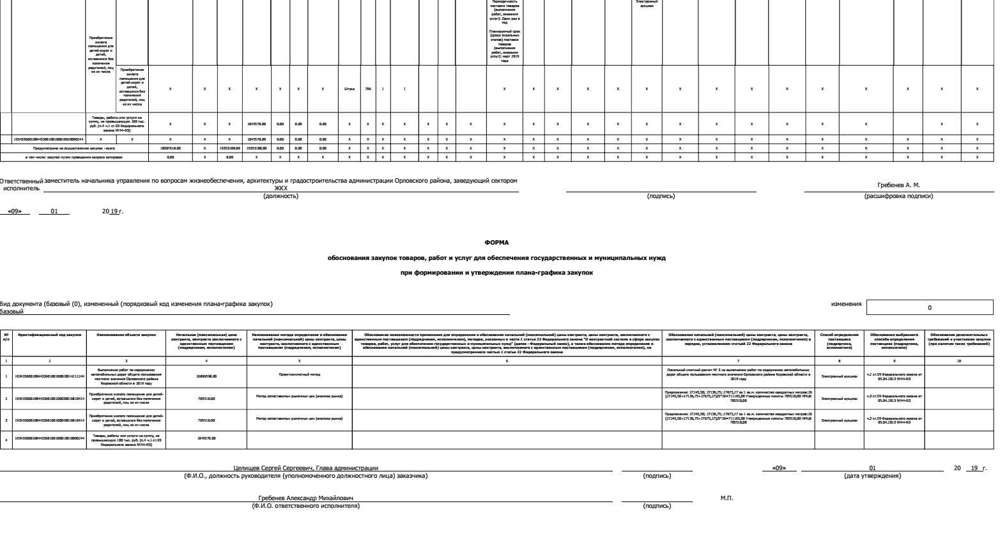 Периодичность
поставки товаров
(выполнения
работ, оказания
услуг): Один раз в
год
Планируемый срок
(сроки отдельных
этапов) поставки
товаров
(выполнения
работ, оказания
услуг): март 2019
года
Электронный
аукцион
Приобретение
жилого
помещения для
детей-сирот и
детей,
оставшихся без
попечения
родителей, лиц
из их числа
Приобретение
жилого
помещения для
детей-сирот и
детей,
оставшихся без
попечения
родителей, лиц
из их числа
X X X X X X X Штука 796 1 1 X X X X X X X X X X X X X X X
Товары, работы или услуги на
сумму, не превышающую 100 тыс.
руб. (п.4 ч.1 ст.93 Федерального
закона №44-ФЗ)
X X X 1045570.00 0.00 0.00 0.00 X X X X X X X X X X X X X X X X X X X X X
193433600108443360100100010010000244 X X X X X 1045570.00 0.00 0.00 0.00 X X X X X X X X X X X X X X X X X X X X X X
Предусмотрено на осуществление закупок - всего 18307618.00 X 19353188.00 19353188.00 0.00 0.00 0.00 X X X X X X X X X X X X X X X X X X X X X X
в том числе: закупок путем проведения запроса котировок 0.00 X 0.00 X X X X X X X X X X X X X X X X X X X X X X X X X X
Ответственный заместитель начальника управления по вопросам жизнеобеспечения, архитектуры и градостроительства администрации Орловского района, заведующий сектором
исполнитель ЖКХ Гребенев А. М.
(должность) (подпись) (расшифровка подписи)
«09» 01 20 19 г.
ФОРМА
обоснования закупок товаров, работ и услуг для обеспечения государственных и муниципальных нужд
при формировании и утверждении плана-графика закупок
Вид документа (базовый (0), измененный (порядковый код изменения плана-графика закупок) изменения 0
базовый
№ п/п
Идентификационный код закупки
Наименование объекта закупки
Начальная (максимальная) цена
контракта, контракта заключаемого с
единственным поставщиком
(подрядчиком, исполнителем)
Наименование метода определения и обоснования
начальной (максимальной) цены контракта, цены
контракта, заключаемого с единственным
поставщиком (подрядчиком, исполнителем)
Обоснование невозможности применения для определения и обоснования начальной (максимальной) цены контракта, цены контракта, заключаемого с
единственным поставщиком (подрядчиком, исполнителем), методов, указанных в части 1 статьи 22 Федерального закона "О контрактной системе в сфере закупок
товаров, работ, услуг для обеспечения государственных и муниципальных нужд" (далее - Федеральный закон), а также обоснование метода определения и
обоснования начальной (максимальной) цены контракта, цены контракта, заключаемого с единственным поставщиком (подрядчиком, исполнителем), не
предусмотренного частью 1 статьи 22 Федерального закона
Обоснование начальной (максимальной) цены контракта, цены контракта,
заключаемого с единственным поставщиком (подрядчиком, исполнителем) в
порядке, установленном статьей 22 Федерального закона
Способ определения
поставщика
(подрядчика,
исполнителя)
Обоснование выбранного
способа определения
поставщика (подрядчика,
исполнителя)
Обоснование дополнительных
требований к участникам закупки
(при наличии таких требований)
1 2 3 4 5 6 7 8 9 10
1 193433600108443360100100020014211244
Выполнение работ по содержанию
автомобильных дорог общего пользования
местного значения Орловского района
Кировской области в 2019 году
16896598.00
Проектно-сметный метод
Локальный сметный расчет № 3 на выполнение работ по содержанию автомобильных
дорог общего пользования местного значения Орловского района Кировской области в
2019 году
Электронный аукцион
ч.2 ст.59 Федерального закона от
05.04.2013 №44-ФЗ
2 193433600108443360100100030016810414
Приобретение жилого помещения для детей-
сирот и детей, оставшихся без попечения
родителей, лиц из их числа
705510.00
Метод сопоставимых рыночных цен (анализа рынка)
Предложения: 27245,50; 27136,75; 27675,27 за 1 кв.м. количество квадратных метров:26
(27245,50+27136,75+27675,27)/3*26=711165,00 Утвержденные лимиты 705510,00 НМЦК
705510,00
Электронный аукцион
ч.3 ст.59 Федерального закона от
05.04.2013 №44-ФЗ
3 193433600108443360100100040016810414
Приобретение жилого помещения для детей-
сирот и детей, оставшихся без попечения
родителей, лиц из их числа
705510.00
Метод сопоставимых рыночных цен (анализа рынка)
Предложения: 27245,50; 27136,75; 27675,27 за 1 кв.м. количество квадратных метров:26
(27245,50+27136,75+27675,27)/3*26=711165,00 Утвержденные лимиты 705510,00 НМЦК
705510,00
Электронный аукцион
ч.3 ст.59 Федерального закона от
05.04.2013 №44-ФЗ
4 193433600108443360100100010010000244
Товары, работы или услуги на сумму, не
превышающую 100 тыс. руб. (п.4 ч.1 ст.93
Федерального закона №44-ФЗ)
1045570.00
Целищев Сергей Сергеевич, Глава администрации «09» 01 20 19 г.
(Ф.И.О., должность руководителя (уполномоченного должностного лица) заказчика) (подпись) (дата утверждения)
Гребенев Александр Михайлович М.П.
(Ф.И.О. ответственного исполнителя) (подпись)